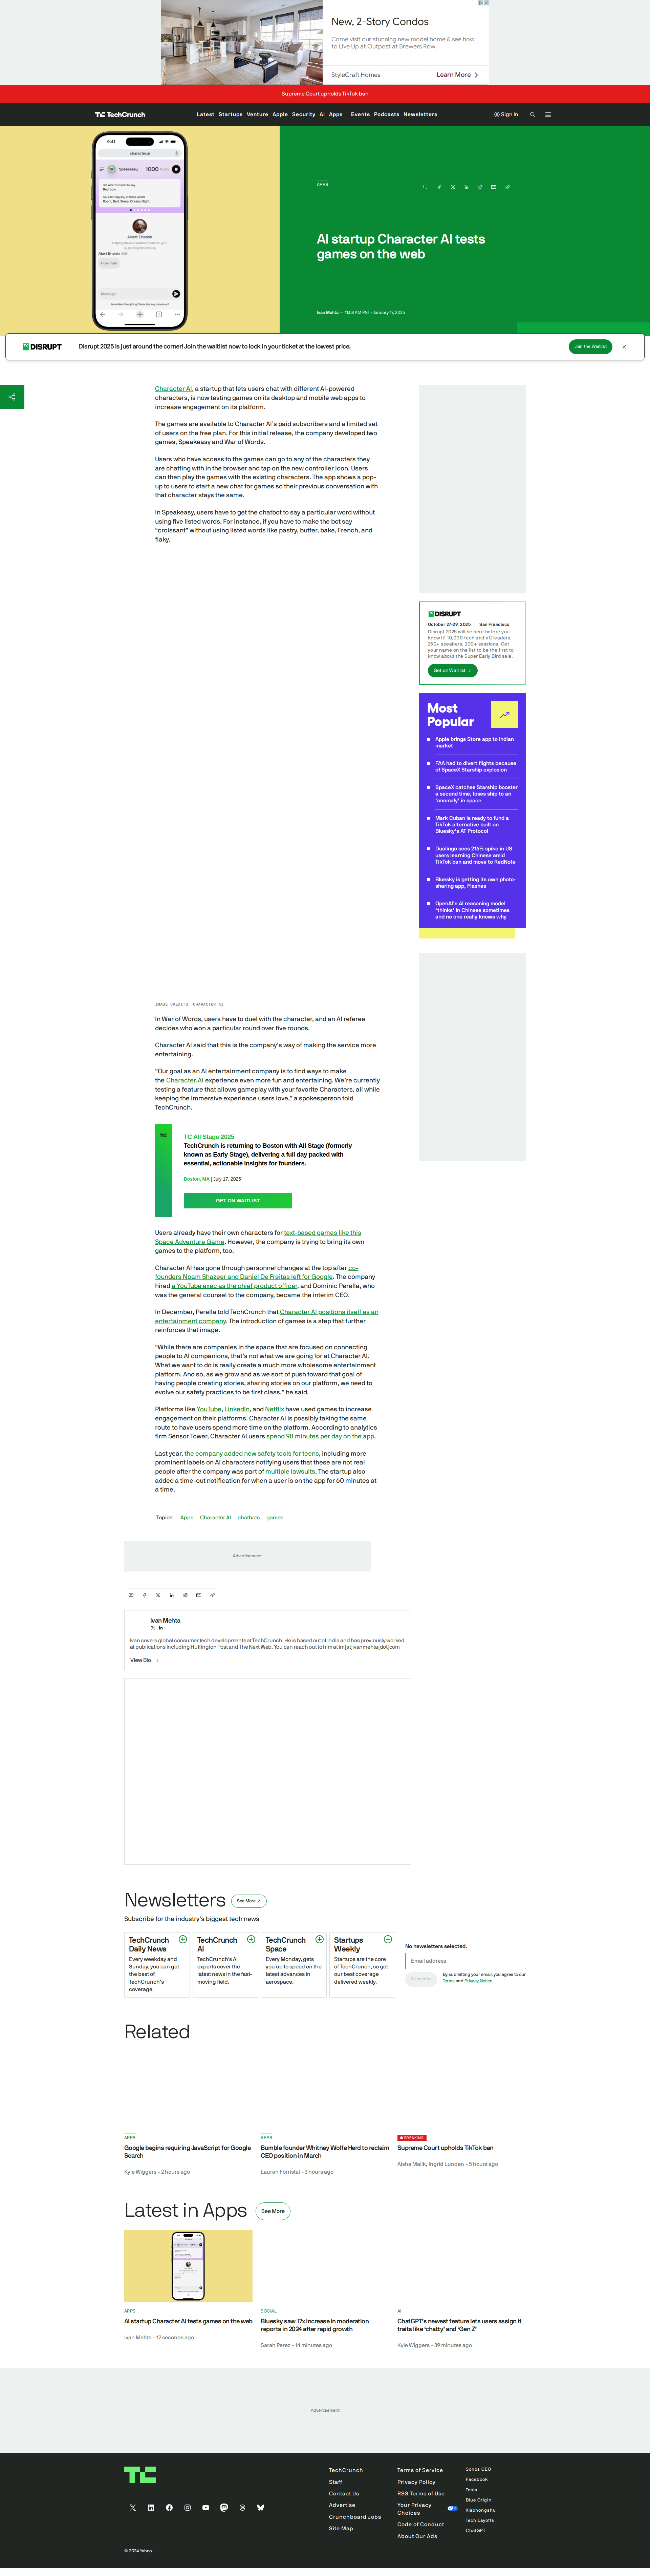 New, 2-Story Condos
Come visit our stunning new model home & see how
to Live Up at Outpost at Brewers Row.
StyleCraft Homes
Learn More
Supreme Court upholds TikTok ban
TechCrunch
Latest Startups Venture Apple Security AI Apps | Events Podcasts Newsletters
Sign In
9:41
character.ai
Speakeasy
1000
Bedroom
Room, Bed, Sleep, Dream, Night
Albert Einstein
Message...
Remember: Everything Characters say is made up!
APPS
AI startup Character AI tests
games on the web
Ivan Mehta — 11:58 AM PST · January 17, 2025
DISRUPT
Disrupt 2025 is just around the corner! Join the waitlist now to lock in your ticket at the lowest price.
Join the Waitlist
Character AI, a startup that lets users chat with different AI-powered
characters, is now testing games on its desktop and mobile web apps to
increase engagement on its platform.
The games are available to Character AI's paid subscribers and a limited set
of users on the free plan. For this initial release, the company developed two
games, Speakeasy and War of Words.
Users who have access to the games can go to any of the characters they
are chatting with in the browser and tap on the new controller icon. Users
can then play the games with the existing characters. The app shows a pop-
up to users to start a new chat for games so their previous conversation with
that character stays the same.
In Speakeasy, users have to get the chatbot to say a particular word without
using five listed words. For instance, if you have to make the bot say
"croissant" without using listed words like pastry, butter, bake, French, and
flaky.
DISRUPT
October 27-29, 2025 | San Francisco
Disrupt 2025 will be here before you
know it! 10,000 tech and VC leaders,
250+ speakers, 200+ sessions. Get
your name on the list to be the first to
know about the Super Early Bird sale.
Get on Waitlist
Most
Popular
Apple brings Store app to Indian
market
FAA had to divert flights because
of SpaceX Starship explosion
SpaceX catches Starship booster
a second time, loses ship to an
'anomaly' in space
Mark Cuban is ready to fund a
TikTok alternative built on
Bluesky's AT Protocol
Duolingo sees 216% spike in US
users learning Chinese amid
TikTok ban and move to RedNote
Bluesky is getting its own photo-
sharing app, Flashes
OpenAI's AI reasoning model
'thinks' in Chinese sometimes
and no one really knows why
IMAGE CREDITS: CHARACTER AI
In War of Words, users have to duel with the character, and an AI referee
decides who won a particular round over five rounds.
Character AI said that this is the company's way of making the service more
entertaining.
"Our goal as an AI entertainment company is to find ways to make
the Character.AI experience even more fun and entertaining. We're currently
testing a feature that allows gameplay with your favorite Characters, all while
keeping the immersive experience users love," a spokesperson told
TechCrunch.
TC
TC All Stage 2025
TechCrunch is returning to Boston with All Stage (formerly
known as Early Stage), delivering a full day packed with
essential, actionable insights for founders.
Boston, MA | July 17, 2025
GET ON WAITLIST
Users already have their own characters for text-based games like this
Space Adventure Game. However, the company is trying to bring its own
games to the platform, too.
Character AI has gone through personnel changes at the top after co-
founders Noam Shazeer and Daniel De Freitas left for Google. The company
hired a YouTube exec as the chief product officer, and Dominic Perella, who
was the general counsel to the company, became the interim CEO.
In December, Perella told TechCrunch that Character AI positions itself as an
entertainment company. The introduction of games is a step that further
reinforces that image.
"While there are companies in the space that are focused on connecting
people to AI companions, that's not what we are going for at Character AI.
What we want to do is really create a much more wholesome entertainment
platform. And so, as we grow and as we sort of push toward that goal of
having people creating stories, sharing stories on our platform, we need to
evolve our safety practices to be first class," he said.
Platforms like YouTube, LinkedIn, and Netflix have used games to increase
engagement on their platforms. Character AI is possibly taking the same
route to have users spend more time on the platform. According to analytics
firm Sensor Tower, Character AI users spend 98 minutes per day on the app.
Last year, the company added new safety tools for teens, including more
prominent labels on AI characters notifying users that these are not real
people after the company was part of multiple lawsuits. The startup also
added a time-out notification for when a user is on the app for 60 minutes at
a time.
Topics: Apps Character AI chatbots games
Advertisement
Ivan Mehta
Ivan covers global consumer tech developments at TechCrunch. He is based out of India and has previously worked
at publications including Huffington Post and The Next Web. You can reach out to him at im[at]ivanmehta[dot]com
View Bio
Newsletters
See More
Subscribe for the industry's biggest tech news
TechCrunch
Daily News
Every weekday and
Sunday, you can get
the best of
TechCrunch's
coverage.
TechCrunch
AI
TechCrunch's AI
experts cover the
latest news in the fast-
moving field.
TechCrunch
Space
Every Monday, gets
you up to speed on the
latest advances in
aerospace.
Startups
Weekly
Startups are the core
of TechCrunch, so get
our best coverage
delivered weekly.
No newsletters selected.
Email address
Subscribe
By submitting your email, you agree to our
Terms and Privacy Notice.
Related
APPS
Google begins requiring JavaScript for Google
Search
Kyle Wiggers - 2 hours ago
APPS
Bumble founder Whitney Wolfe Herd to reclaim
CEO position in March
Lauren Forristal - 3 hours ago
BREAKING
Supreme Court upholds TikTok ban
Aisha Malik, Ingrid Lunden - 5 hours ago
Latest in Apps
See More
APPS
AI startup Character AI tests games on the web
Ivan Mehta - 12 seconds ago
SOCIAL
Bluesky saw 17x increase in moderation
reports in 2024 after rapid growth
Sarah Perez - 14 minutes ago
AI
ChatGPT's newest feature lets users assign it
traits like 'chatty' and 'Gen Z'
Kyle Wiggers - 39 minutes ago
Advertisement
TC
TechCrunch
Staff
Contact Us
Advertise
Crunchboard Jobs
Site Map
Terms of Service
Privacy Policy
RSS Terms of Use
Your Privacy
Choices
Code of Conduct
About Our Ads
Sonos CEO
Facebook
Tesla
Blue Origin
Xiaohongshu
Tech Layoffs
ChatGPT
© 2024 Yahoo.